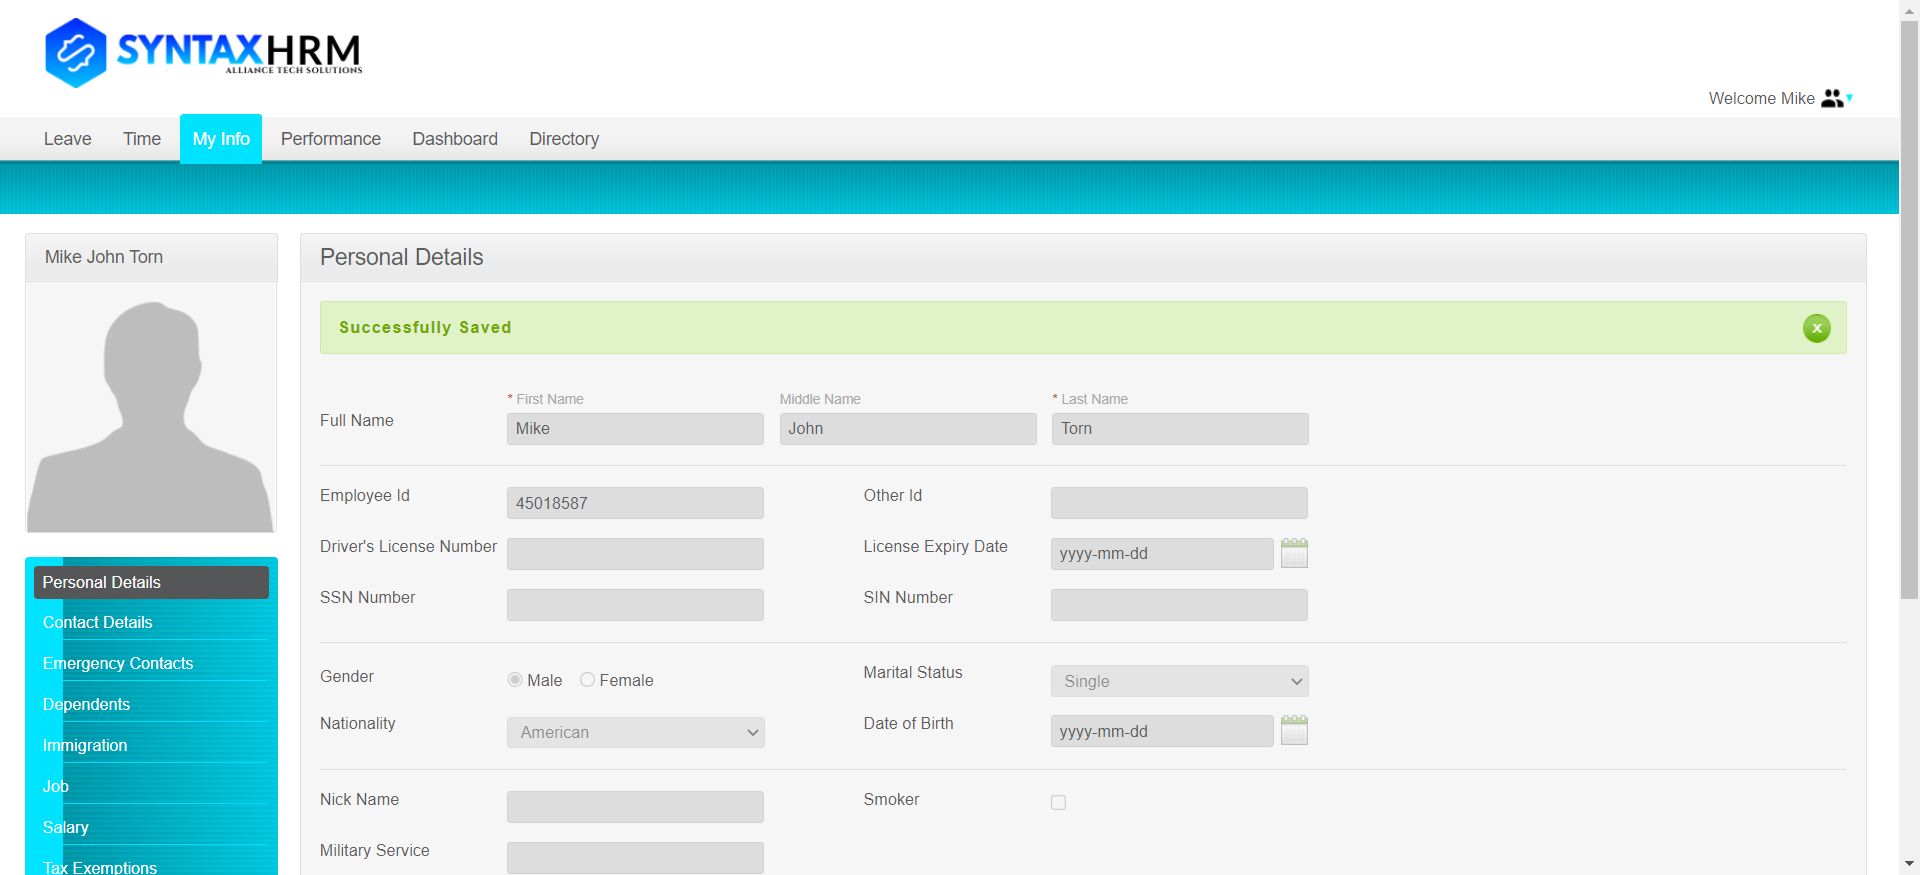 SYNTAXHRM
ALLIANCE TECH SOLUTIONS
Welcome Mike
Leave Time My Info Performance Dashboard Directory
Mike John Torn
Personal Details
Successfully Saved
x
* First Name Middle Name * Last Name
Full Name Mike John Torn
Employee Id 45018587 Other Id
Driver's License Number License Expiry Date yyyy-mm-dd
SSN Number SIN Number
Gender Male Female Marital Status Single
Nationality American Date of Birth yyyy-mm-dd
Nick Name Smoker
Military Service
Personal Details
Contact Details
Emergency Contacts
Dependents
Immigration
Job
Salary
Tax Exemptions